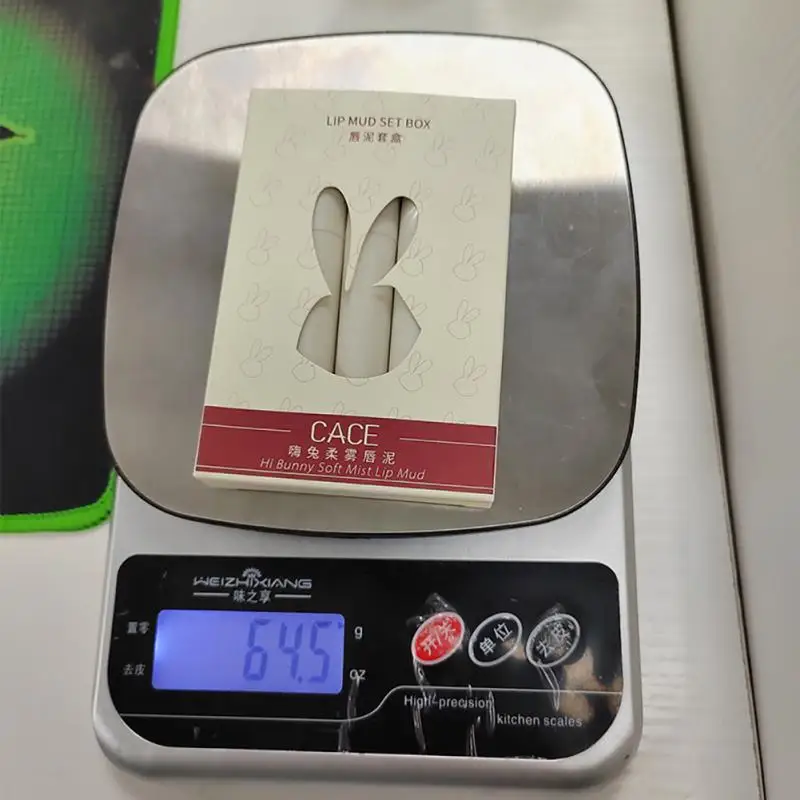 LIP MUD SET BOX
唇泥套盒
CACE
嗨兔柔雾唇泥
Hi Bunny Soft Mist Lip Mud
WEIZHIXIANG
味之享
置零
64.5
g
去皮
oz
开/关
单位
去皮
High-precision
kitchen scales